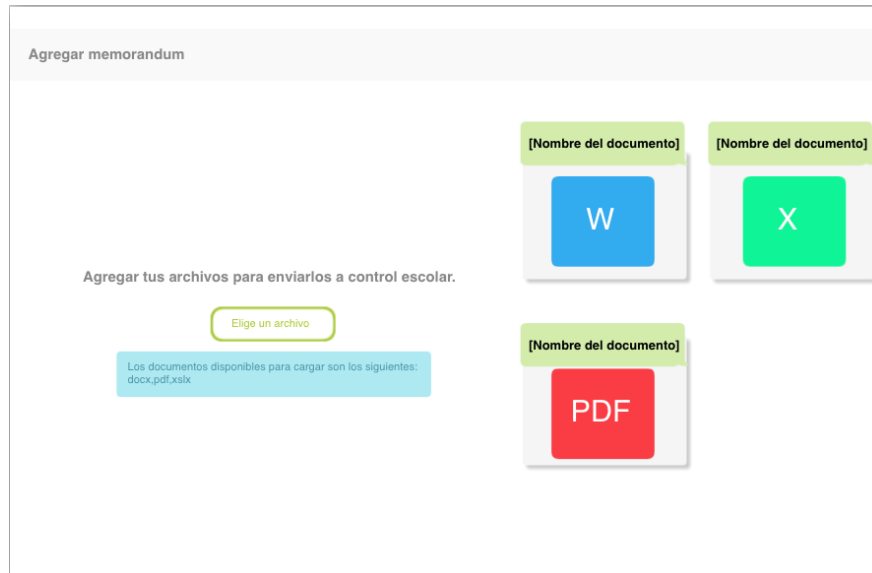 Agregar memorandum
[Nombre del documento]
[Nombre del documento]
W
X
Agregar tus archivos para enviarlos a control escolar.
Elige un archivo
Los documentos disponibles para cargar son los siguientes:
docx,pdf,xslx
[Nombre del documento]
PDF